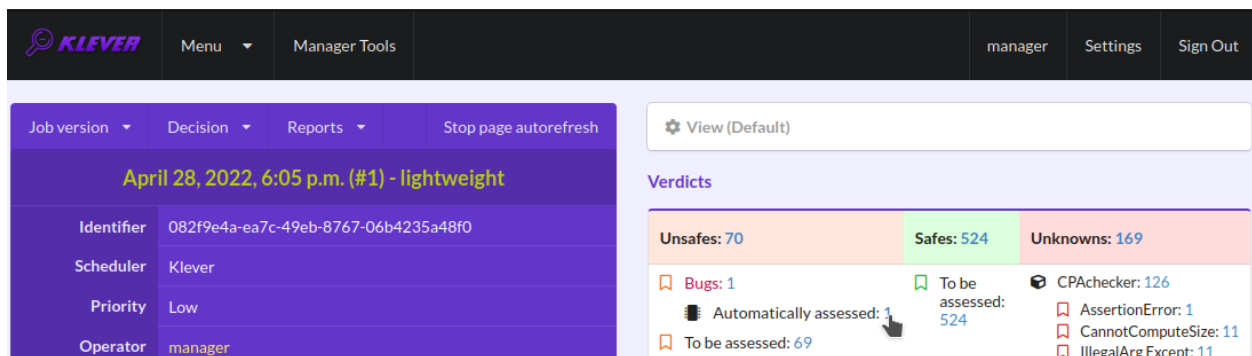 KLEVER Menu Manager Tools manager Settings Sign Out
Job version Decision Reports Stop page autorefresh
April 28, 2022, 6:05 p.m. (#1) - lightweight
Identifier 082f9e4a-ea7c-49eb-8767-06b4235a48f0
Scheduler Klever
Priority Low
Operator manager
View (Default)
Verdicts
Unsafes: 70 Safes: 524 Unknowns: 169
Bugs: 1
Automatically assessed: 1
To be assessed: 69
To be
assessed:
524
CPAchecker: 126
AssertionError: 1
CannotComputeSize: 11
IllegalArg Except: 11